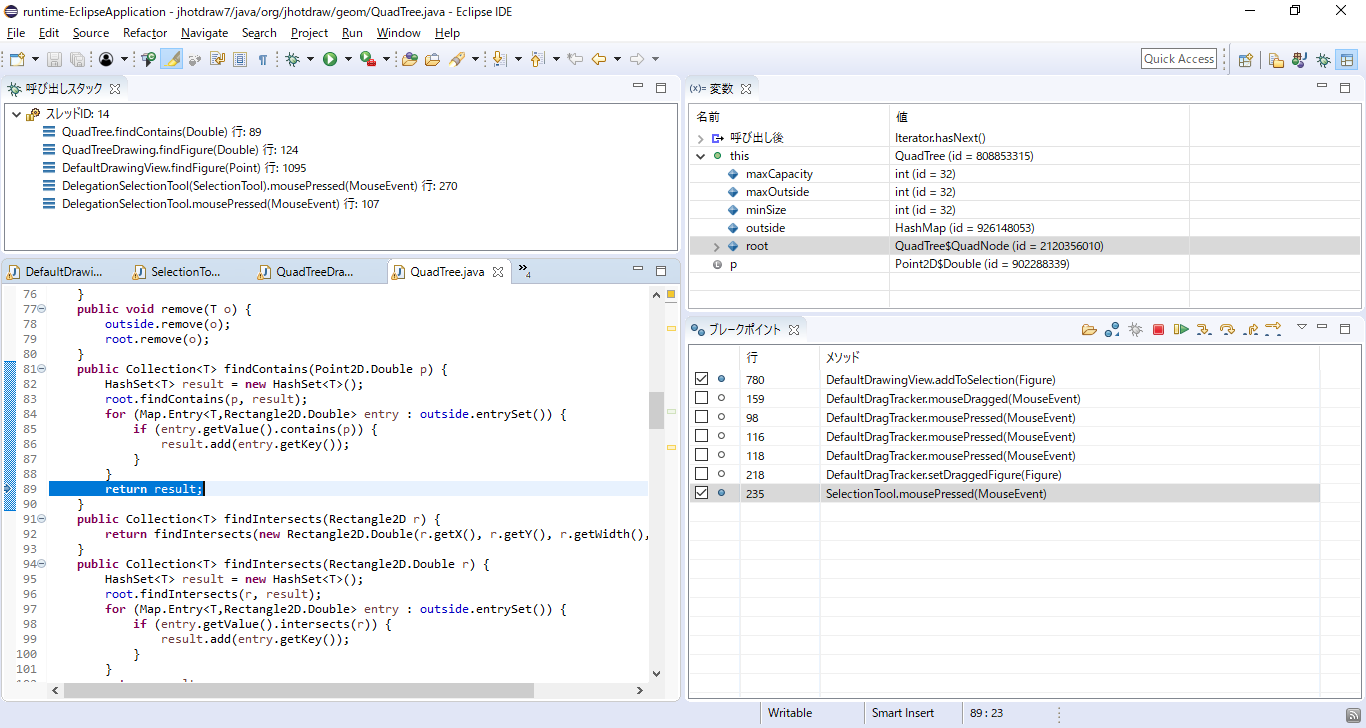 runtime-EclipseApplication - jhotdraw7/java/org/jhotdraw/geom/QuadTree.java - Eclipse IDE
File Edit Source Refactor Navigate Search Project Run Window Help
Quick Access
呼び出しスタック
スレッドID: 14
QuadTree.findContains(Double) 行: 89
QuadTreeDrawing.findFigure(Double) 行: 124
DefaultDrawingView.findFigure(Point) 行: 1095
DelegationSelectionTool(SelectionTool).mousePressed(MouseEvent) 行: 270
DelegationSelectionTool.mousePressed(MouseEvent) 行: 107
DefaultDrawi... SelectionTo... QuadTreeDra... QuadTree.java »4
76 }
77 public void remove(T o) {
78 outside.remove(o);
79 root.remove(o);
80 }
81 public Collection<T> findContains(Point2D.Double p) {
82 HashSet<T> result = new HashSet<T>();
83 root.findContains(p, result);
84 for (Map.Entry<T,Rectangle2D.Double> entry : outside.entrySet()) {
85 if (entry.getValue().contains(p)) {
86 result.add(entry.getKey());
87 }
88 }
89 return result;
90 }
91 public Collection<T> findIntersects(Rectangle2D r) {
92 return findIntersects(new Rectangle2D.Double(r.getX(), r.getY(), r.getWidth(),
93 }
94 public Collection<T> findIntersects(Rectangle2D.Double r) {
95 HashSet<T> result = new HashSet<T>();
96 root.findIntersects(r, result);
97 for (Map.Entry<T,Rectangle2D.Double> entry : outside.entrySet()) {
98 if (entry.getValue().intersects(r)) {
99 result.add(entry.getKey());
100 }
101 }
(x)= 変数
名前 値
呼び出し後 Iterator.hasNext()
this QuadTree (id = 808853315)
maxCapacity int (id = 32)
maxOutside int (id = 32)
minSize int (id = 32)
outside HashMap (id = 926148053)
root QuadTree$QuadNode (id = 2120356010)
p Point2D$Double (id = 902288339)
ブレークポイント
行 メソッド
780 DefaultDrawingView.addToSelection(Figure)
159 DefaultDragTracker.mouseDragged(MouseEvent)
98 DefaultDragTracker.mousePressed(MouseEvent)
116 DefaultDragTracker.mousePressed(MouseEvent)
118 DefaultDragTracker.mousePressed(MouseEvent)
218 DefaultDragTracker.setDraggedFigure(Figure)
235 SelectionTool.mousePressed(MouseEvent)
Writable Smart Insert 89 : 23